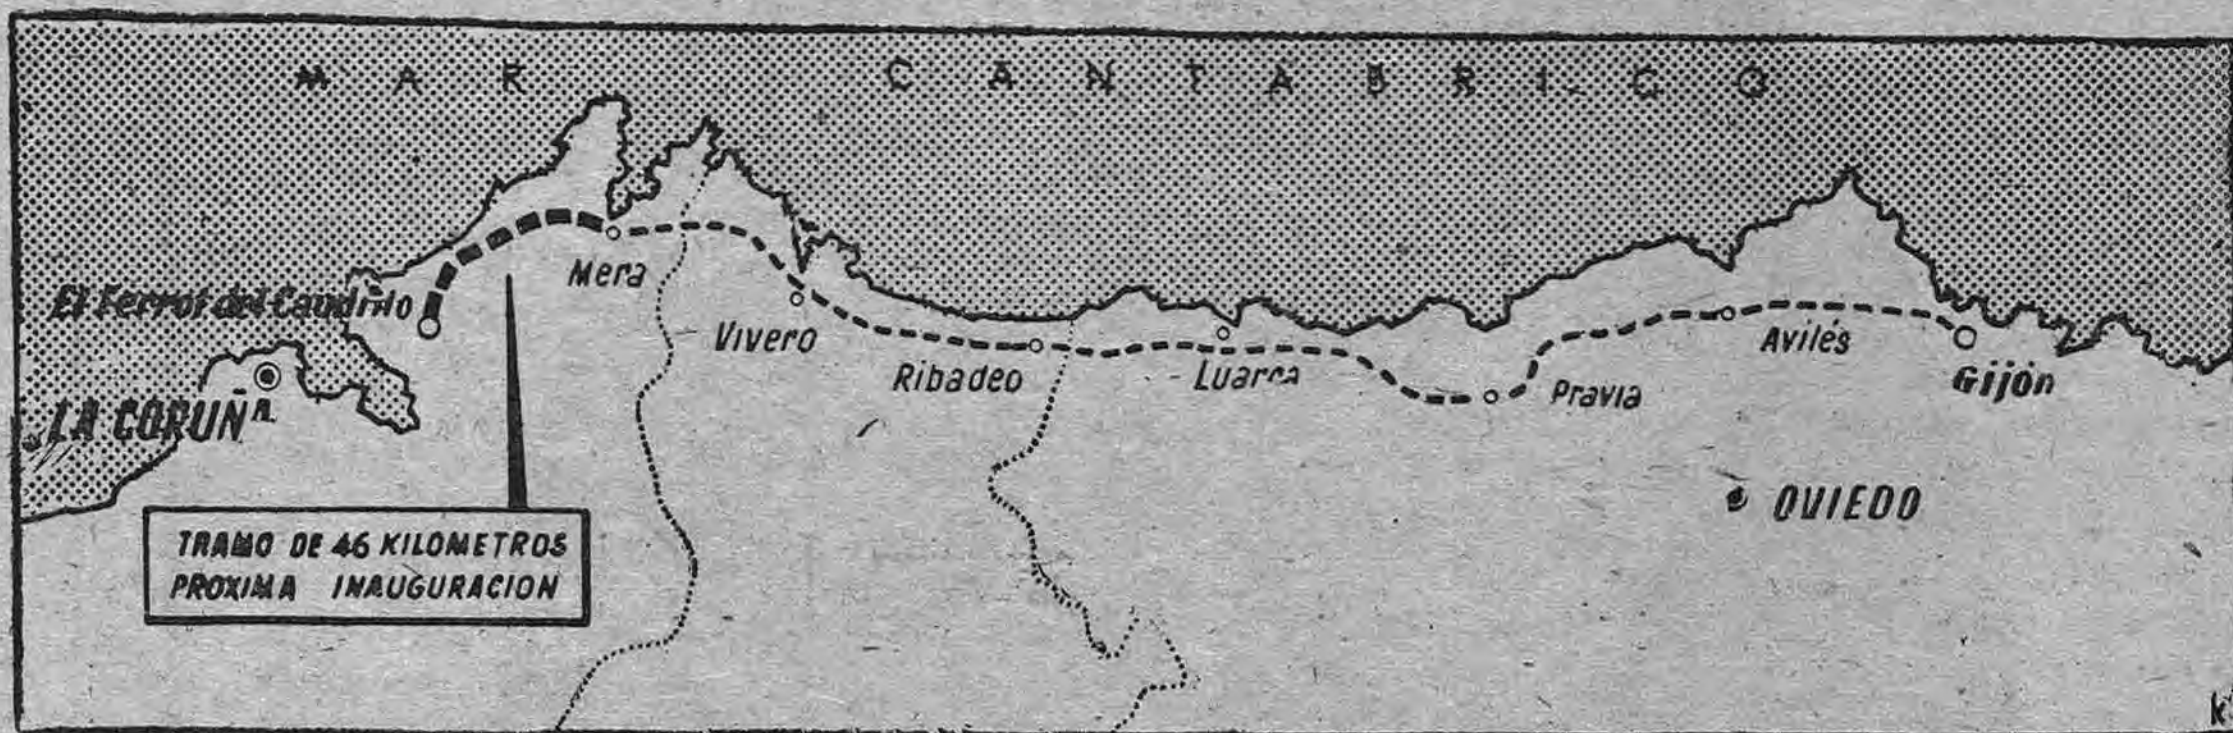 MAR CANTABRICO
El Ferrol del Caudillo
Mera
Vivero
Ribadeo
Luarca
Pravia
Avilés
Gijón
LA CORUÑA
OVIEDO
TRAMO DE 46 KILOMETROS
PROXIMA INAUGURACION
k